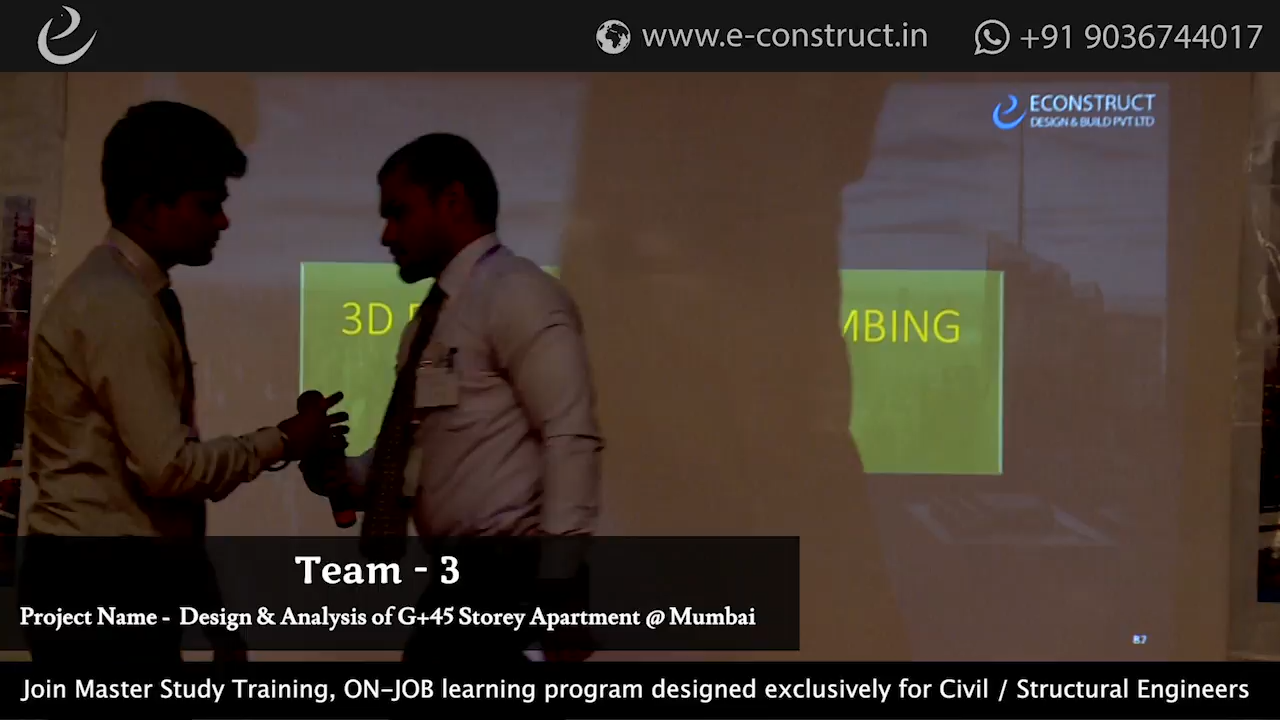 www.e-construct.in +91 9036744017
ECONSTRUCT
DESIGN & BUILD PVT LTD
3D MBING
Team - 3
Project Name - Design & Analysis of G+45 Storey Apartment @ Mumbai
87
Join Master Study Training, ON-JOB learning program designed exclusively for Civil / Structural Engineers